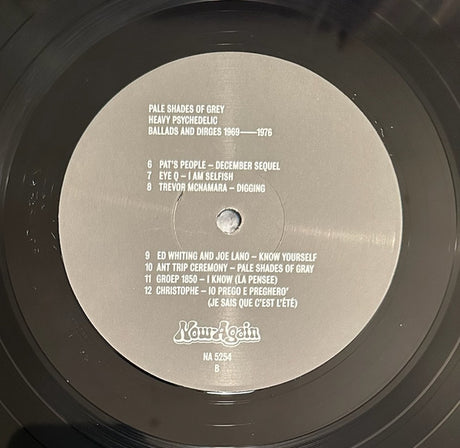 PALE SHADES OF GREY
HEAVY PSYCHEDELIC
BALLADS AND DIRGES 1969——1976
6 PAT'S PEOPLE – DECEMBER SEQUEL
7 EYE Q – I AM SELFISH
8 TREVOR MCNAMARA – DIGGING
9 ED WHITING AND JOE LANO – KNOW YOURSELF
10 ANT TRIP CEREMONY – PALE SHADES OF GRAY
11 GROEP 1850 – I KNOW (LA PENSEE)
12 CHRISTOPHE – IO PREGO E PREGHERO'
(JE SAIS QUE C'EST L'ÉTÉ)
Now-Again
NA 5254
B